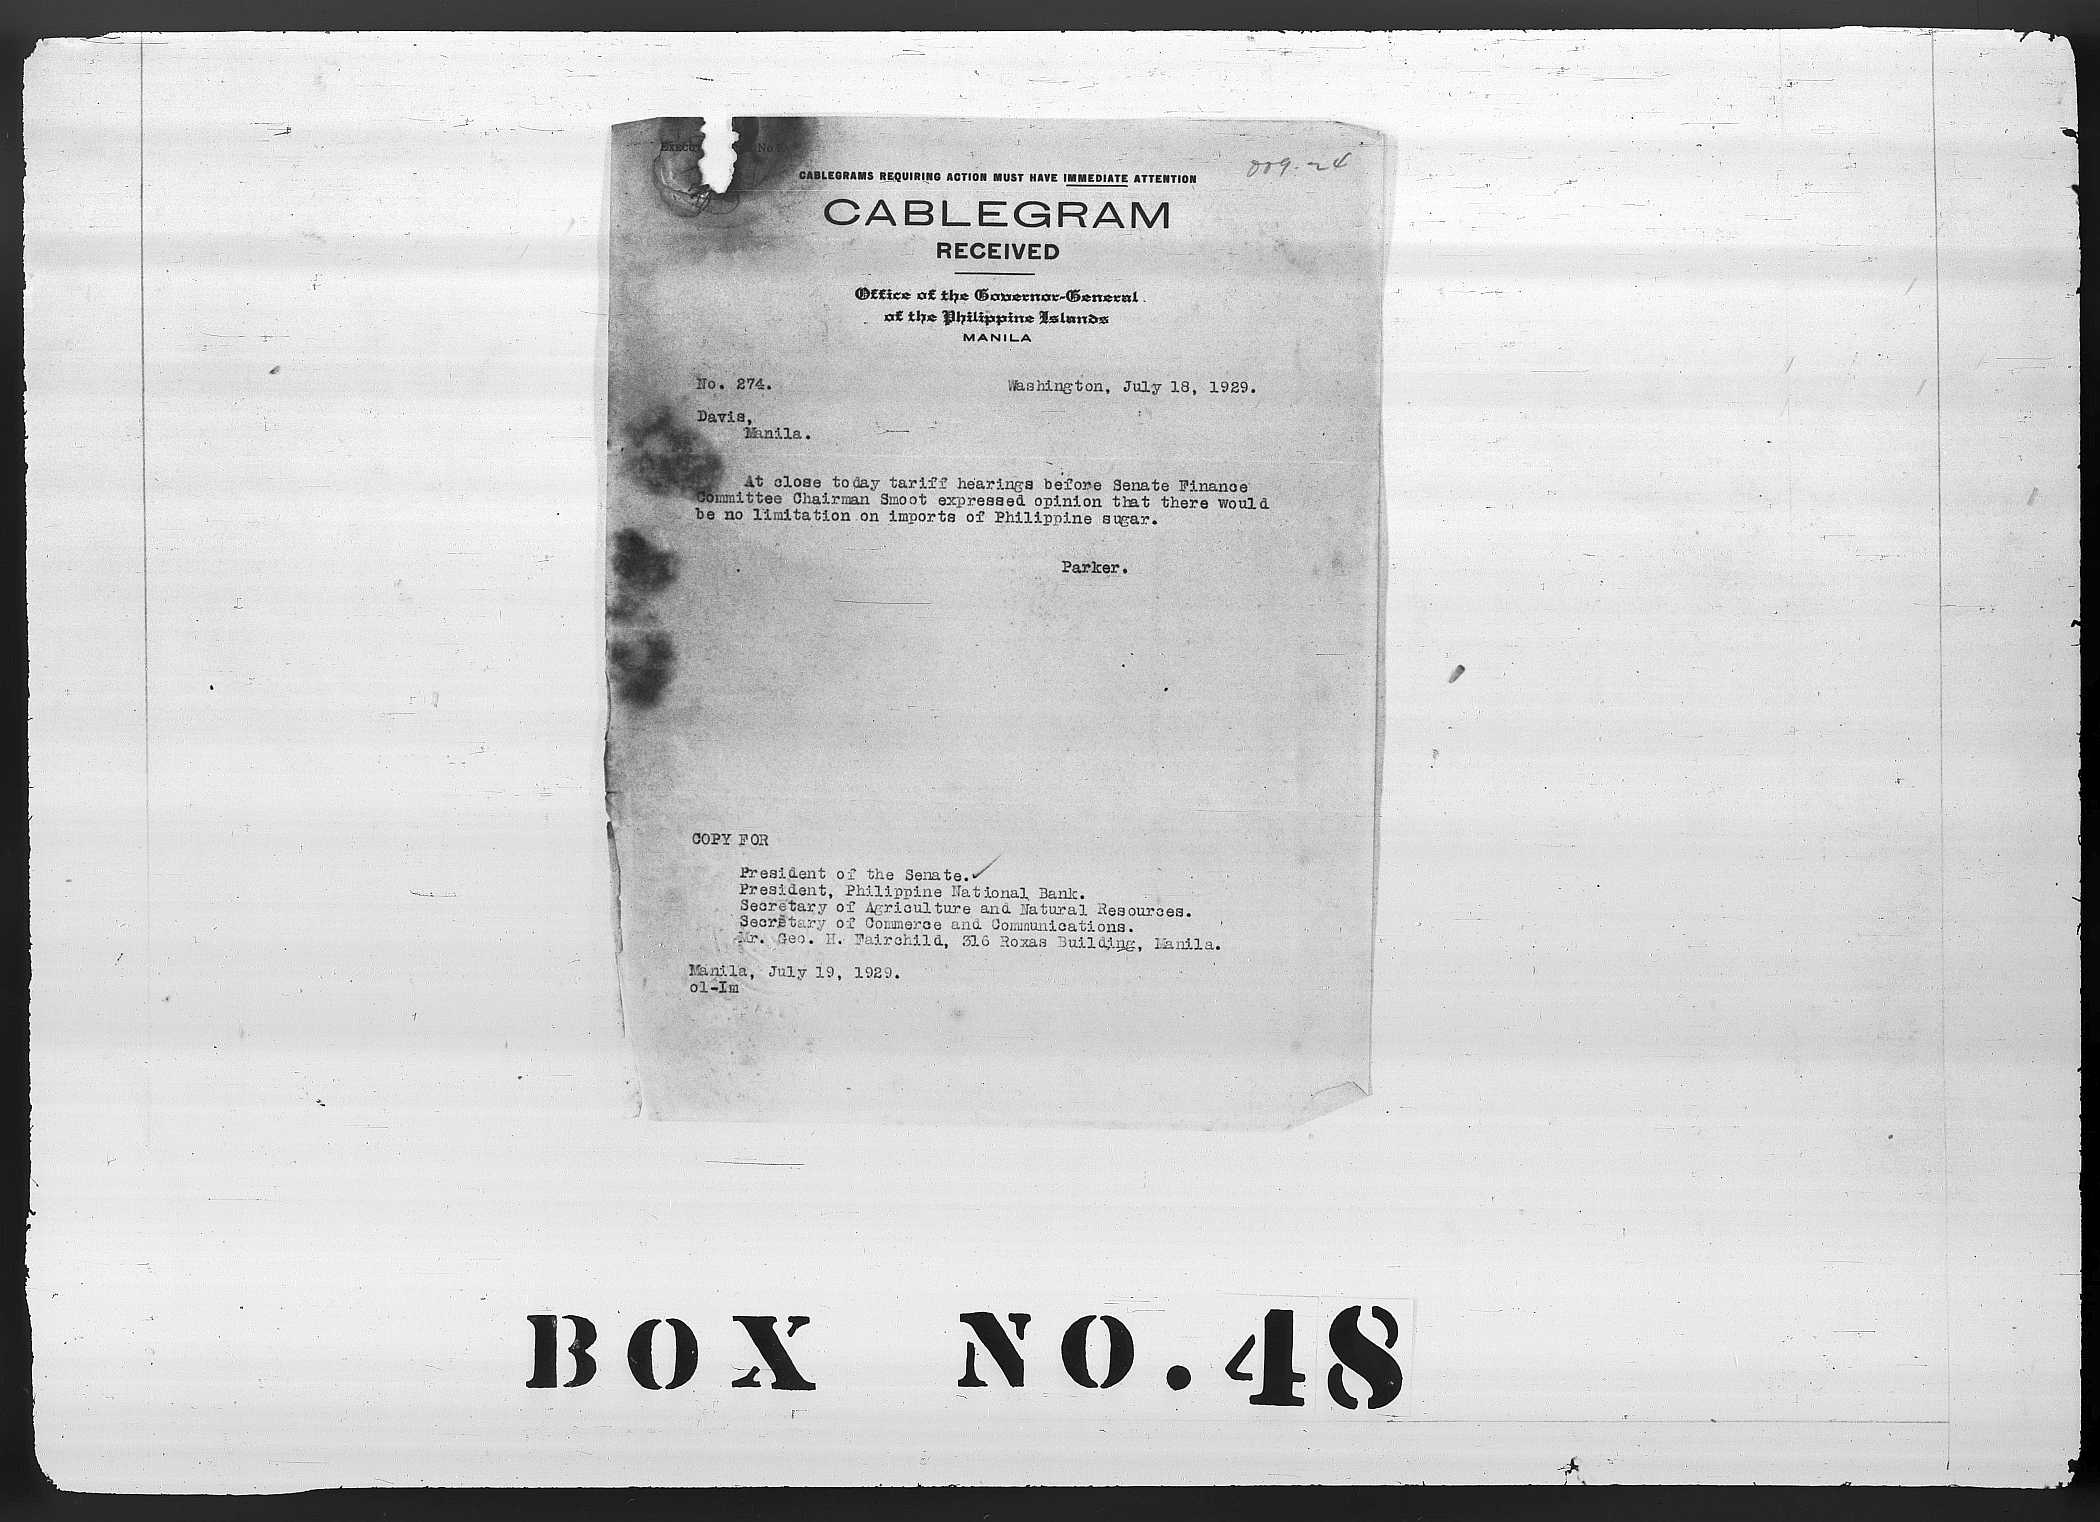 CABLEGRAMS REQUIRING ACTION MUST HAVE IMMEDIATE ATTENTION
CABLEGRAM
RECEIVED
Office of the Governor-General
of the Philippine Islands
MANILA
No. 274. Washington, July 18, 1929.
Davis,
Manila.
At close today tariff hearings before Senate Finance
Committee Chairman Smoot expressed opinion that there would
be no limitation on imports of Philippine sugar.
Parker.
COPY FOR
President of the Senate.
President, Philippine National Bank.
Secretary of Agriculture and Natural Resources.
Secretary of Commerce and Communications.
Mr. Geo. H. Fairchild, 316 Roxas Building, Manila.
Manila, July 19, 1929.
ol-Im
BOX NO. 48